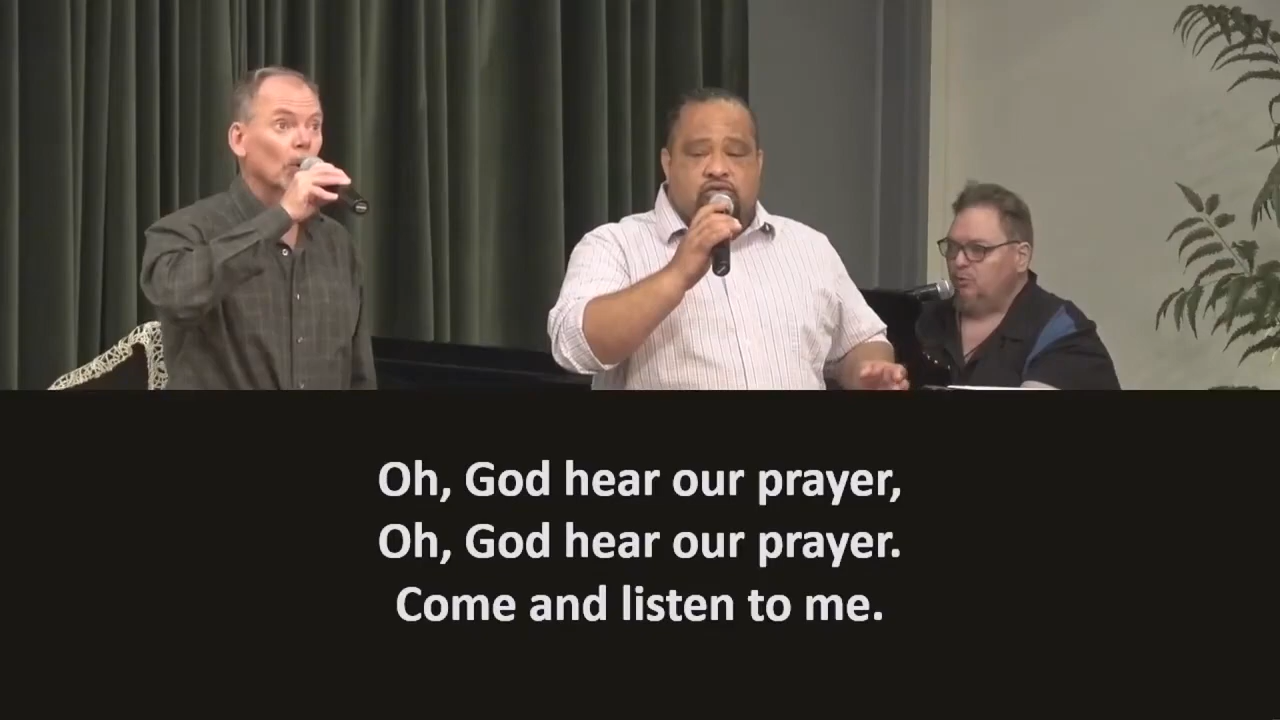 Oh, God hear our prayer,
Oh, God hear our prayer.
Come and listen to me.